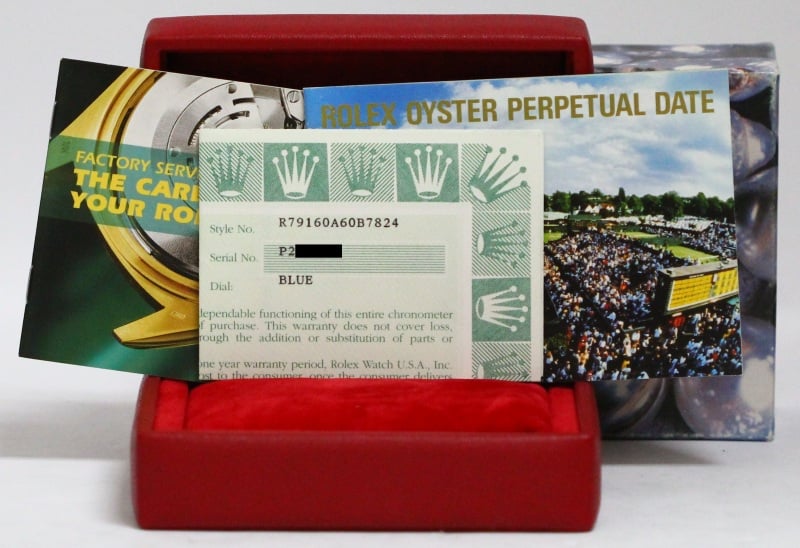 FACTORY SERV
THE CARE
YOUR RO
ROLEX OYSTER PERPETUAL DATE
Style No. R79160A60B7824
Serial No. P2
Dial: BLUE
dependable functioning of this entire chronometer
of purchase. This warranty does not cover loss,
rough the addition or substitution of parts or
one year warranty period, Rolex Watch U.S.A., Inc.
ost to the consumer, once the consumer delivers